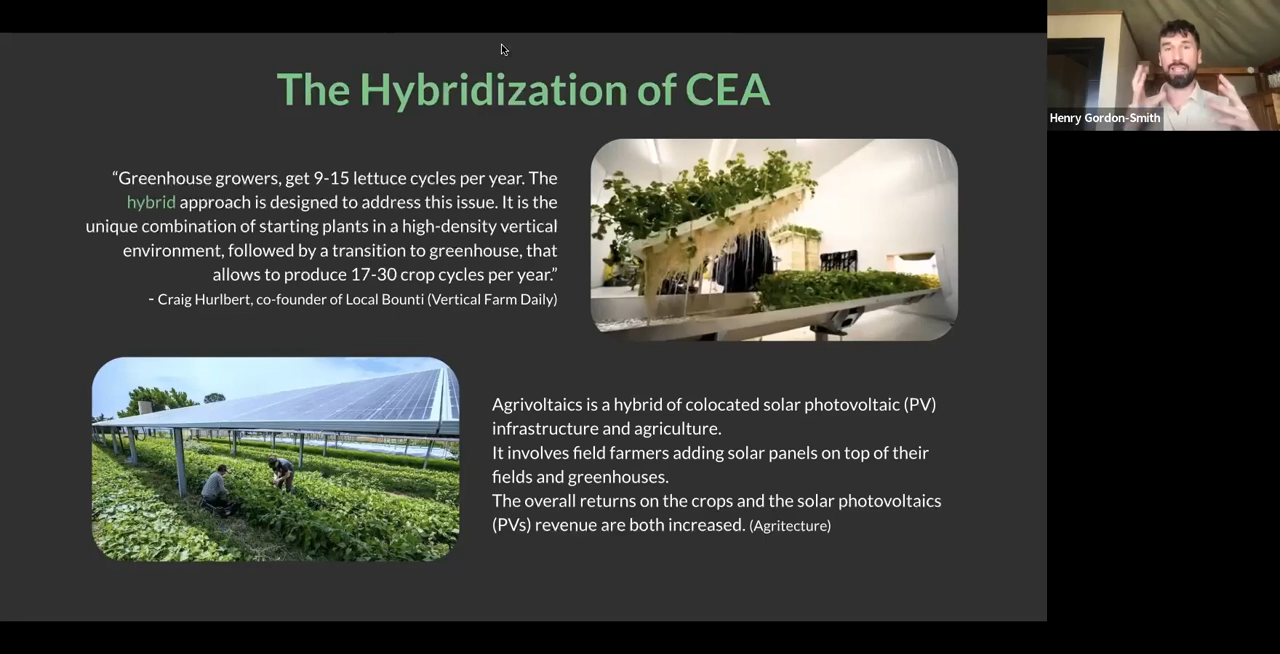 The Hybridization of CEA
Henry Gordon-Smith
“Greenhouse growers, get 9-15 lettuce cycles per year. The
hybrid approach is designed to address this issue. It is the
unique combination of starting plants in a high-density vertical
environment, followed by a transition to greenhouse, that
allows to produce 17-30 crop cycles per year.”
- Craig Hurlbert, co-founder of Local Bounti (Vertical Farm Daily)
Agrivoltaics is a hybrid of colocated solar photovoltaic (PV)
infrastructure and agriculture.
It involves field farmers adding solar panels on top of their
fields and greenhouses.
The overall returns on the crops and the solar photovoltaics
(PVs) revenue are both increased. (Agritecture)